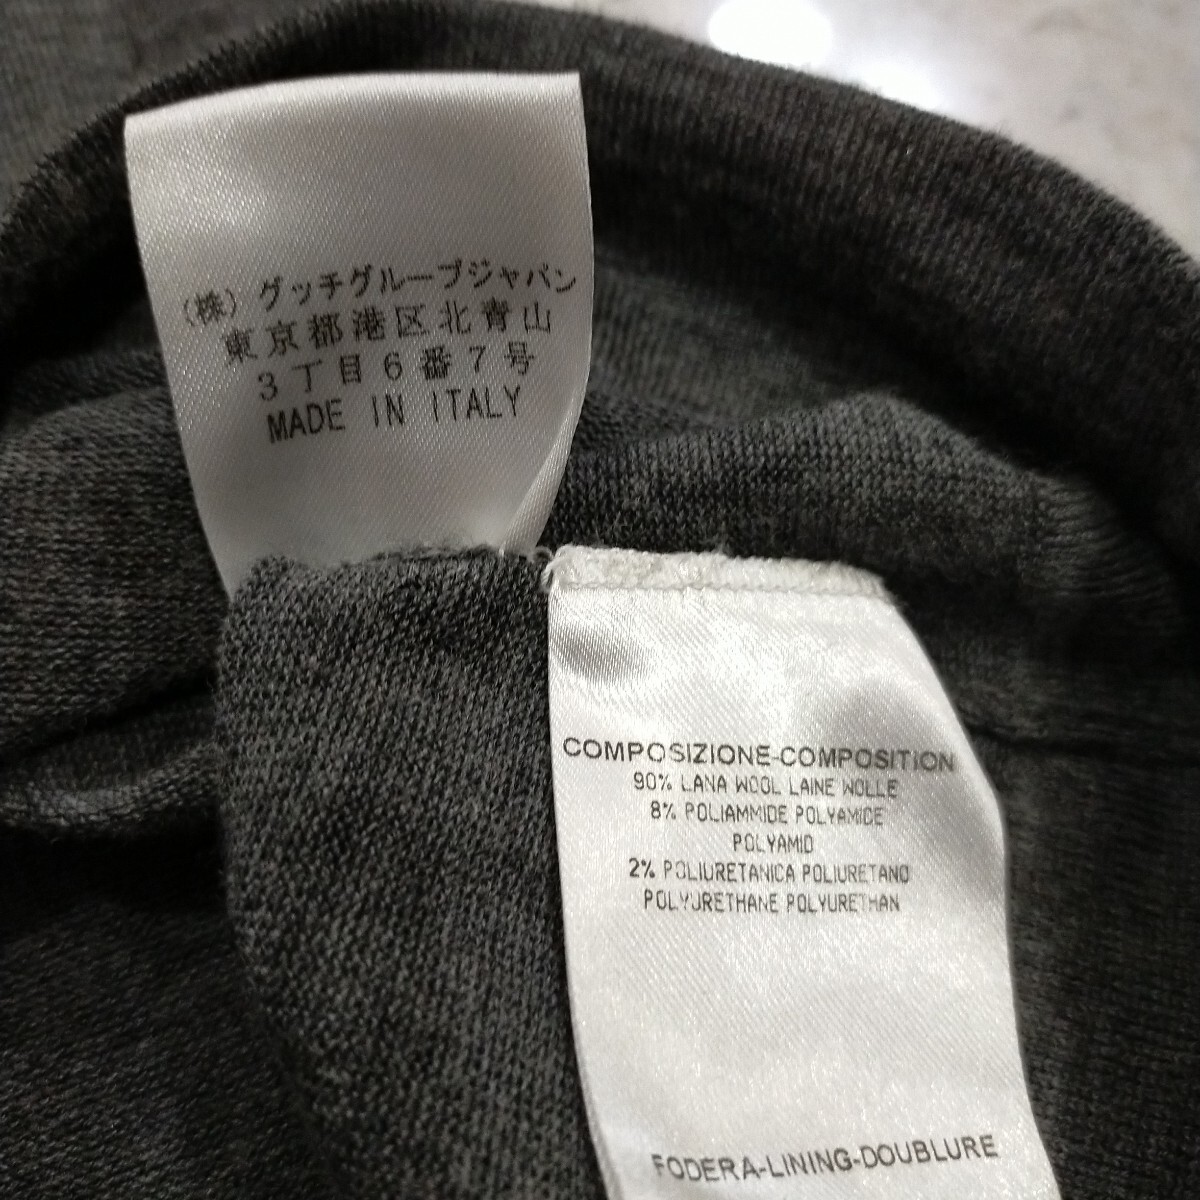 (株)グッチグループジャパン
東京都港区北青山
3丁目6番7号
MADE IN ITALY
COMPOSIZIONE-COMPOSITION
90% LANA WOOL LAINE WOLLE
8% POLIAMMIDE POLYAMIDE
POLYAMID
2% POLIURETANICA POLIURETANO
POLYURETHANE POLYURETHAN
FODERA-LINING-DOUBLURE